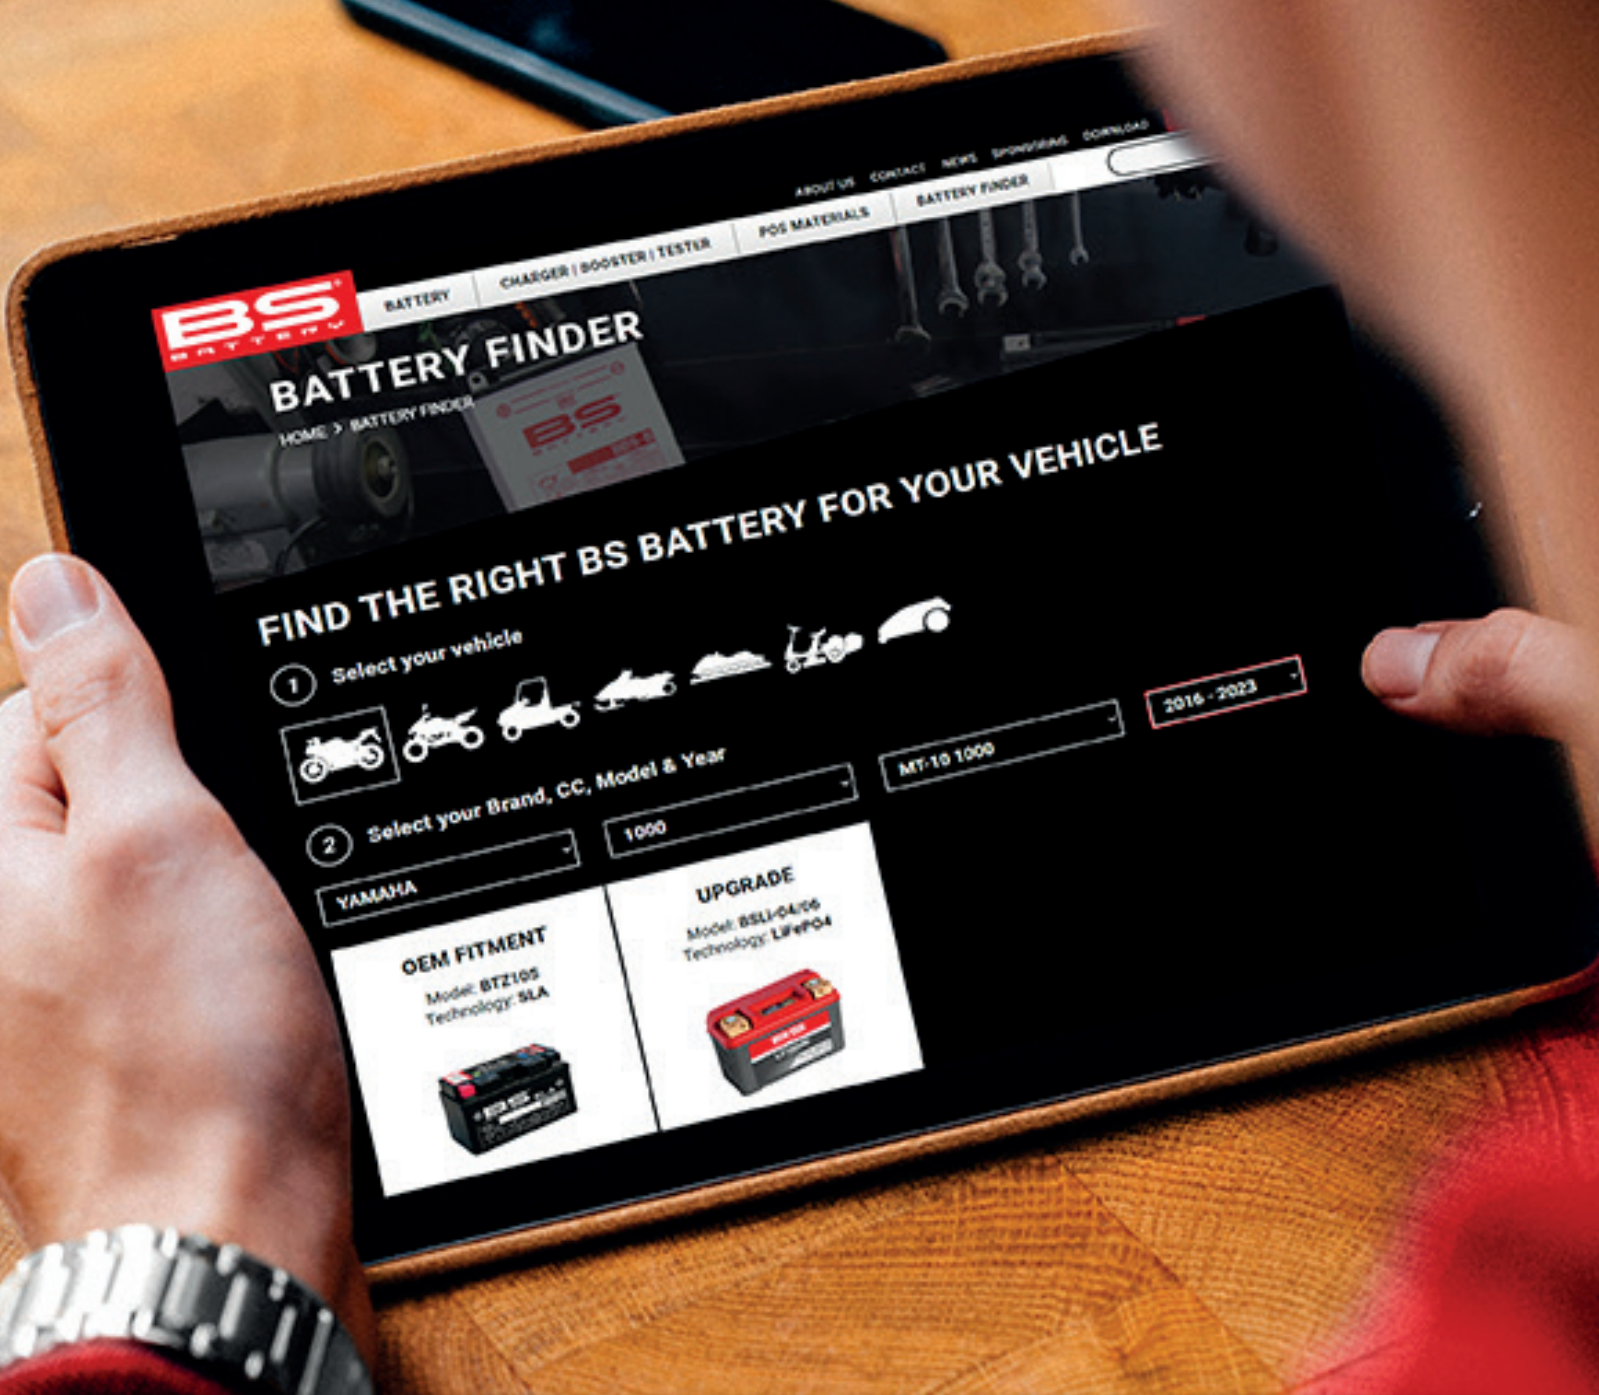 ABOUT US CONTACT NEWS SPONSORING DOWNLOAD
BS
BATTERY
BATTERY
CHARGER | BOOSTER | TESTER
POS MATERIALS
BATTERY FINDER
BATTERY FINDER
HOME > BATTERY FINDER
BS
BATTERY
FIND THE RIGHT BS BATTERY FOR YOUR VEHICLE
1 Select your vehicle
2 Select your Brand, CC, Model & Year
YAMAHA
1000
MT-10 1000
2016 - 2023
OEM FITMENT
Model: BTZ10S
Technology: SLA
UPGRADE
Model: BSLi-04/06
Technology: LiFePO4